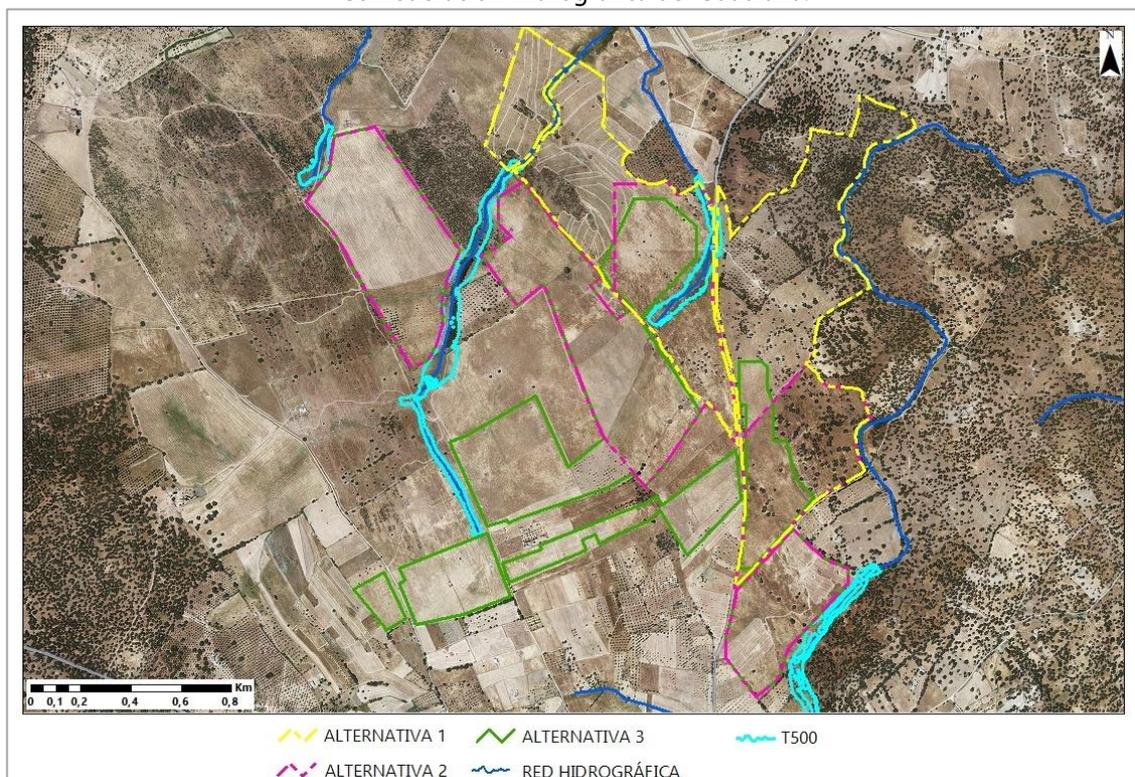 N
0 0,1 0,2 0,4 0,6 0,8 Km
ALTERNATIVA 1 ALTERNATIVA 3 T500
ALTERNATIVA 2 RED HIDROGRÁFICA